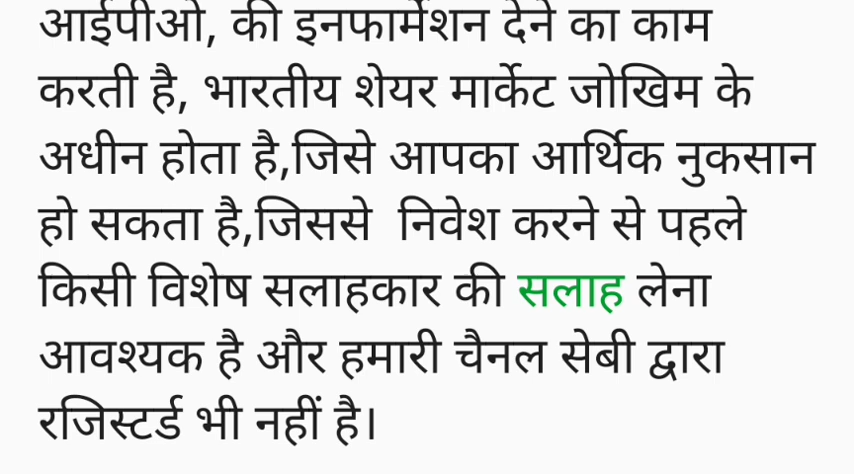 आईपीओ, की इनफार्मेशन देने का काम
करती है, भारतीय शेयर मार्केट जोखिम के
अधीन होता है,जिसे आपका आर्थिक नुकसान
हो सकता है,जिससे  निवेश करने से पहले
किसी विशेष सलाहकार की सलाह लेना
आवश्यक है और हमारी चैनल सेबी द्वारा
रजिस्टर्ड भी नहीं है।